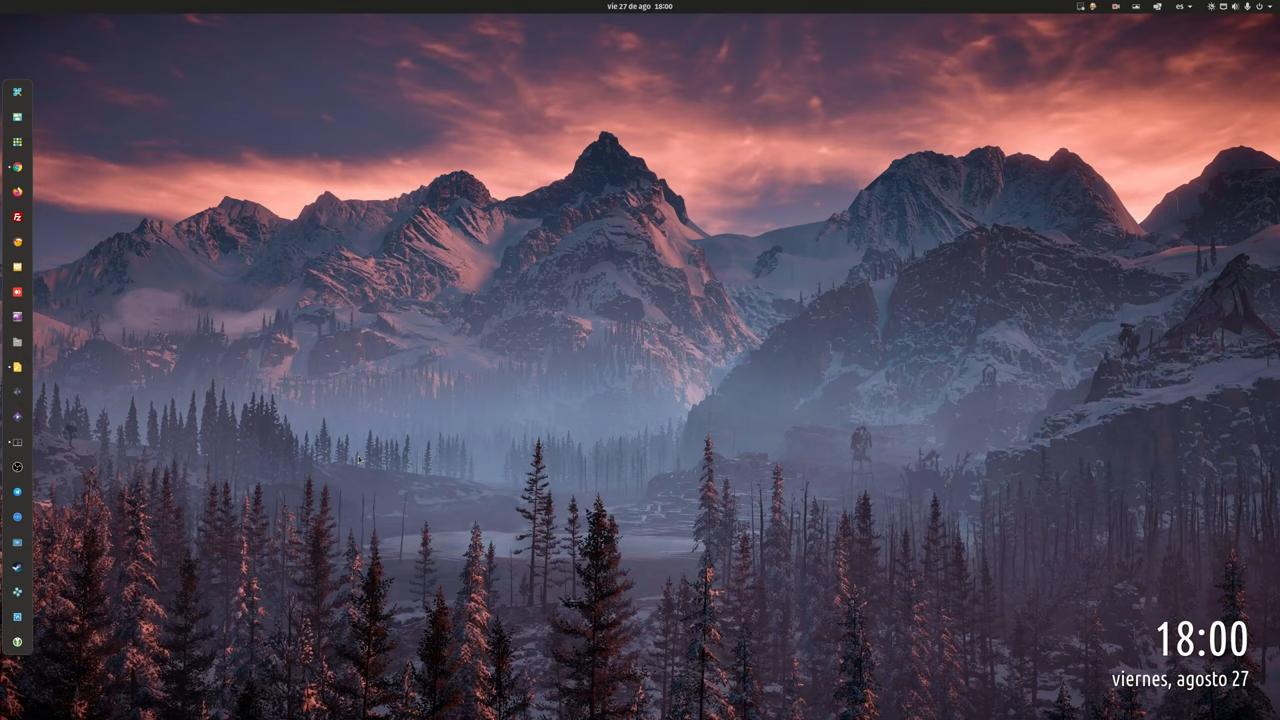 vie 27 de ago 18:00
es
18:00
viernes, agosto 27